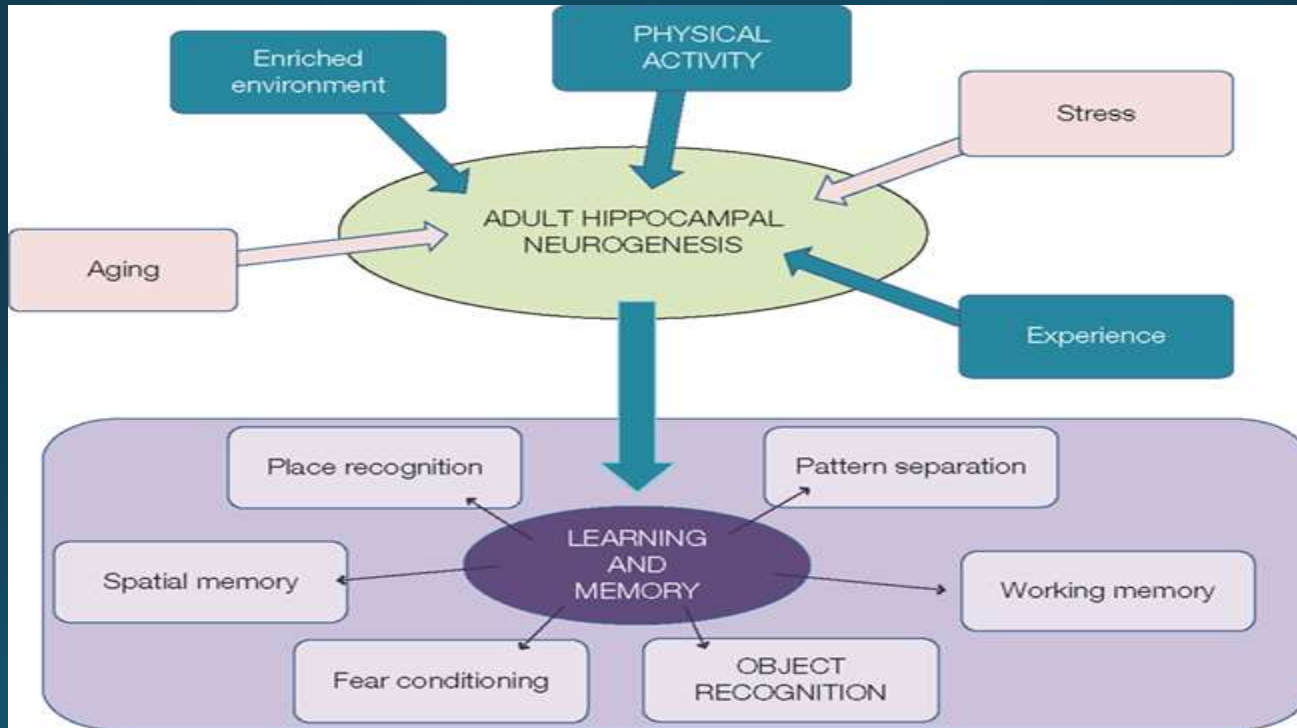 Enriched
environment
PHYSICAL
ACTIVITY
Stress
ADULT HIPPOCAMPAL
NEUROGENESIS
Aging
Experience
Place recognition
Pattern separation
LEARNING
AND
MEMORY
Spatial memory
Working memory
Fear conditioning
OBJECT
RECOGNITION